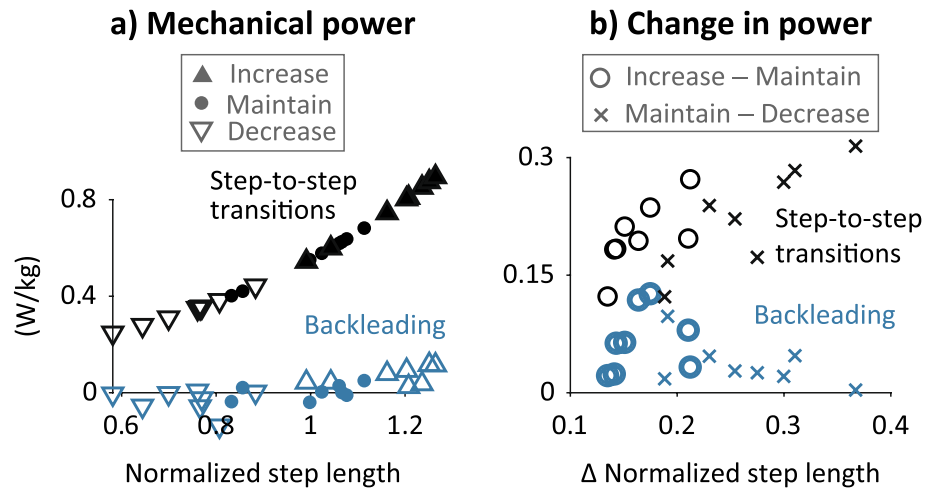 a) Mechanical power
Increase
Maintain
Decrease
Step-to-step
transitions
Backleading
(W/kg)
0.8
0.4
0
0.6
0.8
1
1.2
Normalized step length
b) Change in power
Increase – Maintain
Maintain – Decrease
Step-to-step
transitions
Backleading
0.3
0.15
0
0.1
0.2
0.3
0.4
Δ Normalized step length